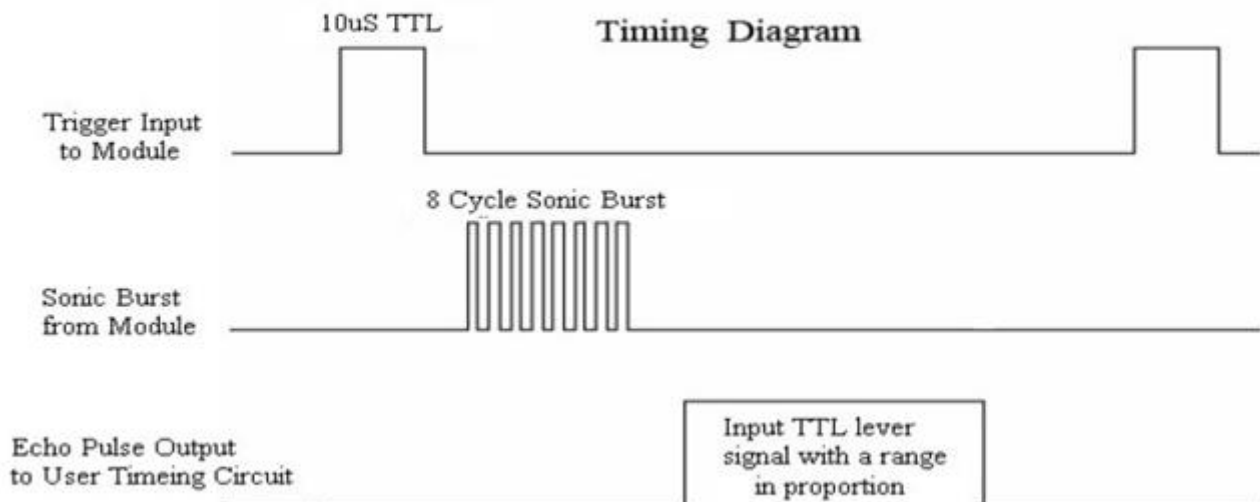 10uS TTL
Timing Diagram
Trigger Input
to Module
8 Cycle Sonic Burst
Sonic Burst
from Module
Echo Pulse Output
to User Timeing Circuit
Input TTL lever
signal with a range
in proportion